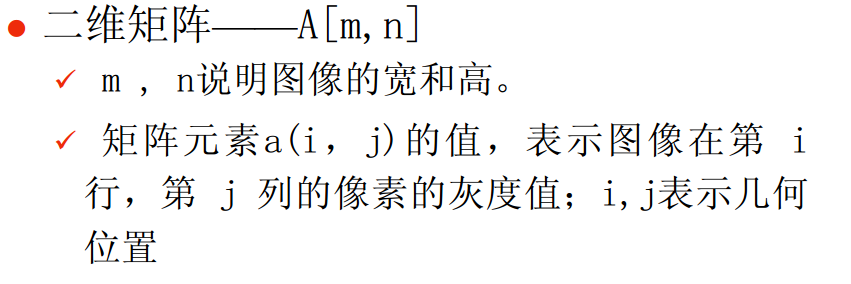 ● 二维矩阵——A[m,n]
✓ m , n说明图像的宽和高。
✓ 矩阵元素a(i，j)的值，表示图像在第 i
行，第 j 列的像素的灰度值；i,j表示几何
位置